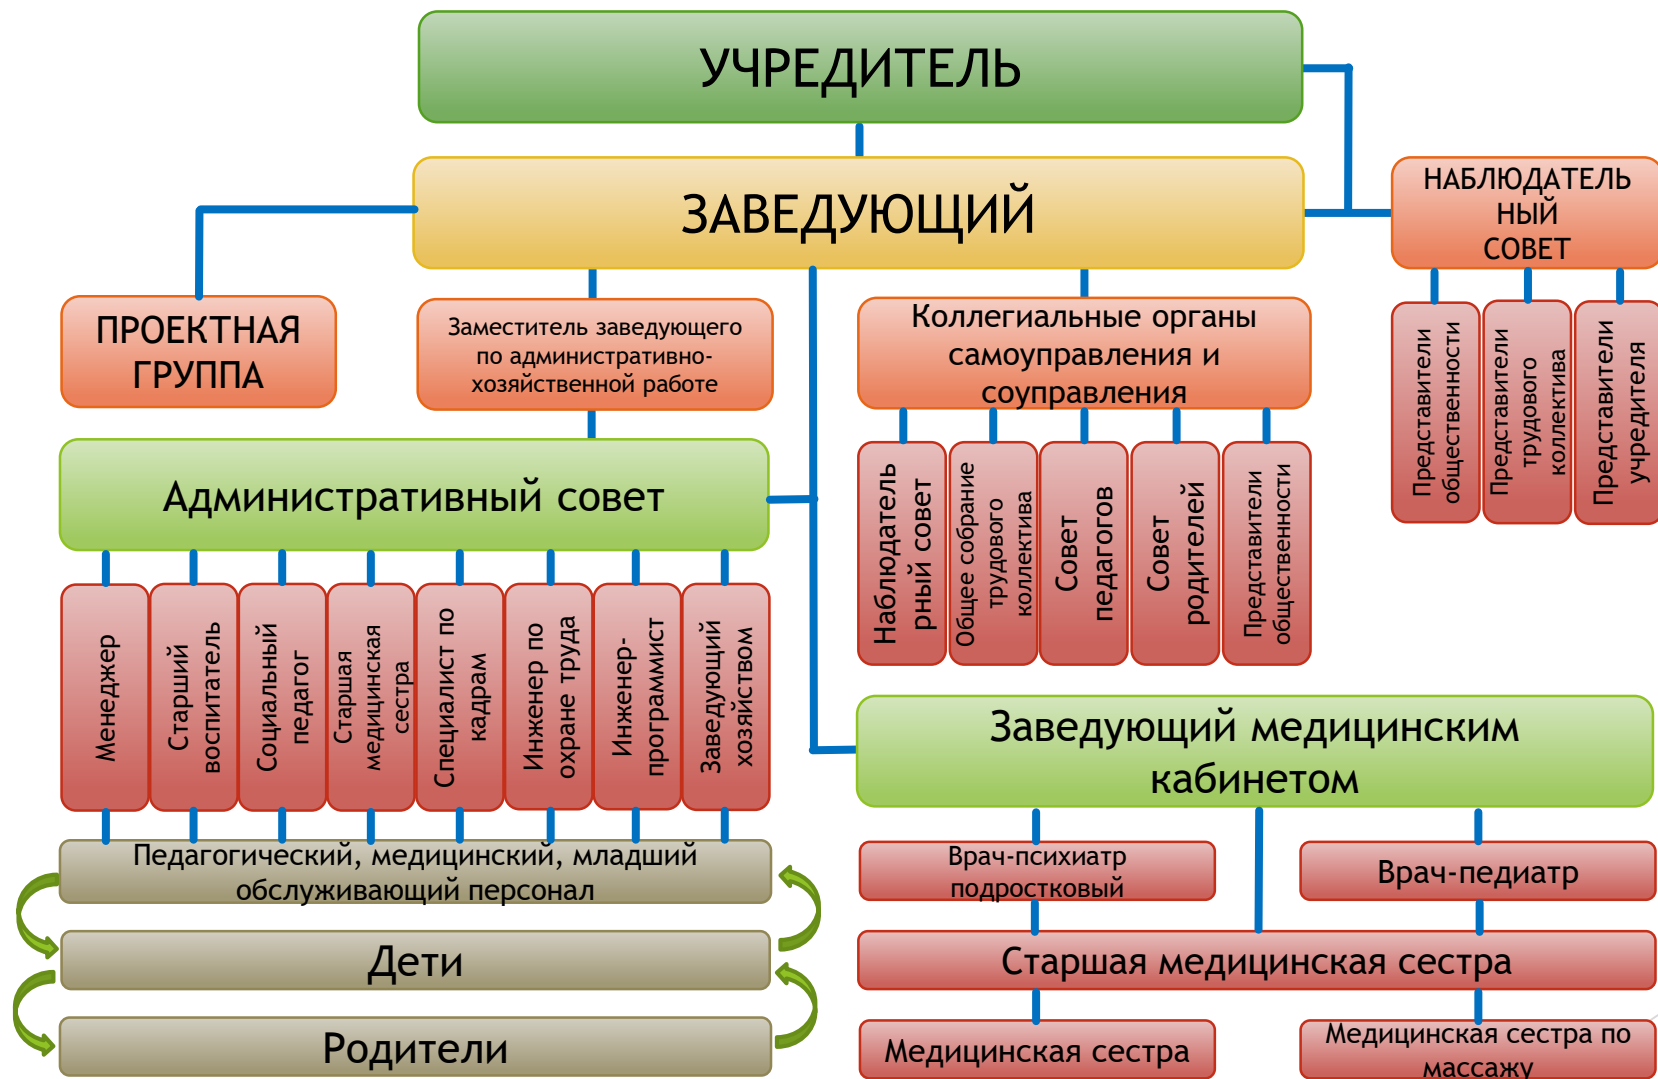 УЧРЕДИТЕЛЬ
ЗАВЕДУЮЩИЙ
НАБЛЮДАТЕЛЬ
НЫЙ
СОВЕТ
ПРОЕКТНАЯ
ГРУППА
Заместитель заведующего
по административно-
хозяйственной работе
Коллегиальные органы
самоуправления и
соуправления
Представители
общественности
Представители
трудового
коллектива
Представители
учредителя
Административный совет
Наблюдатель
рный совет
Общее собрание
трудового
коллектива
Совет
педагогов
Совет
родителей
Представители
общественности
Менеджер
Старший
воспитатель
Социальный
педагог
Старшая
медицинская
сестра
Специалист по
кадрам
Инженер по
охране труда
Инженер-
программист
Заведующий
хозяйством
Заведующий медицинским
кабинетом
Педагогический, медицинский, младший
обслуживающий персонал
Врач-психиатр
подростковый
Врач-педиатр
Дети
Старшая медицинская сестра
Родители
Медицинская сестра
Медицинская сестра по
массажу